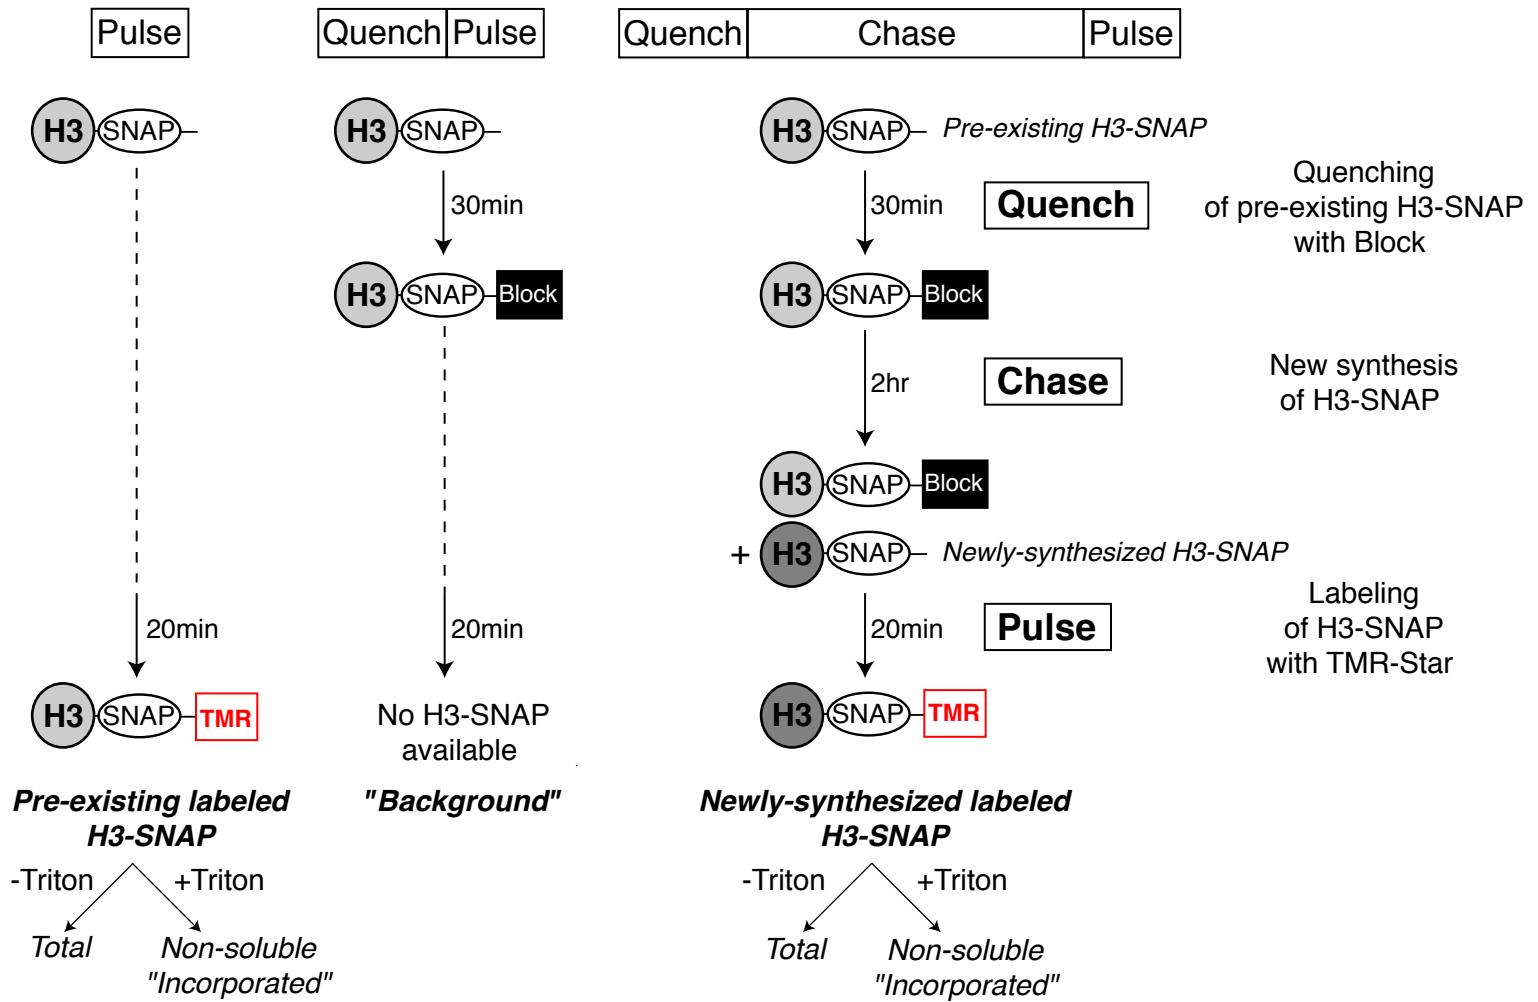 Pulse
Quench Pulse
Quench Chase Pulse
H3 SNAP
H3 SNAP
H3 SNAP Pre-existing H3-SNAP
30min
30min
Quench
Quenching
of pre-existing H3-SNAP
with Block
H3 SNAP Block
H3 SNAP Block
2hr
Chase
New synthesis
of H3-SNAP
H3 SNAP Block
+ H3 SNAP Newly-synthesized H3-SNAP
20min
20min
20min
Pulse
Labeling
of H3-SNAP
with TMR-Star
H3 SNAP TMR
No H3-SNAP
available
H3 SNAP TMR
Pre-existing labeled
H3-SNAP
"Background"
Newly-synthesized labeled
H3-SNAP
-Triton +Triton
Total
Non-soluble
"Incorporated"
-Triton +Triton
Total
Non-soluble
"Incorporated"